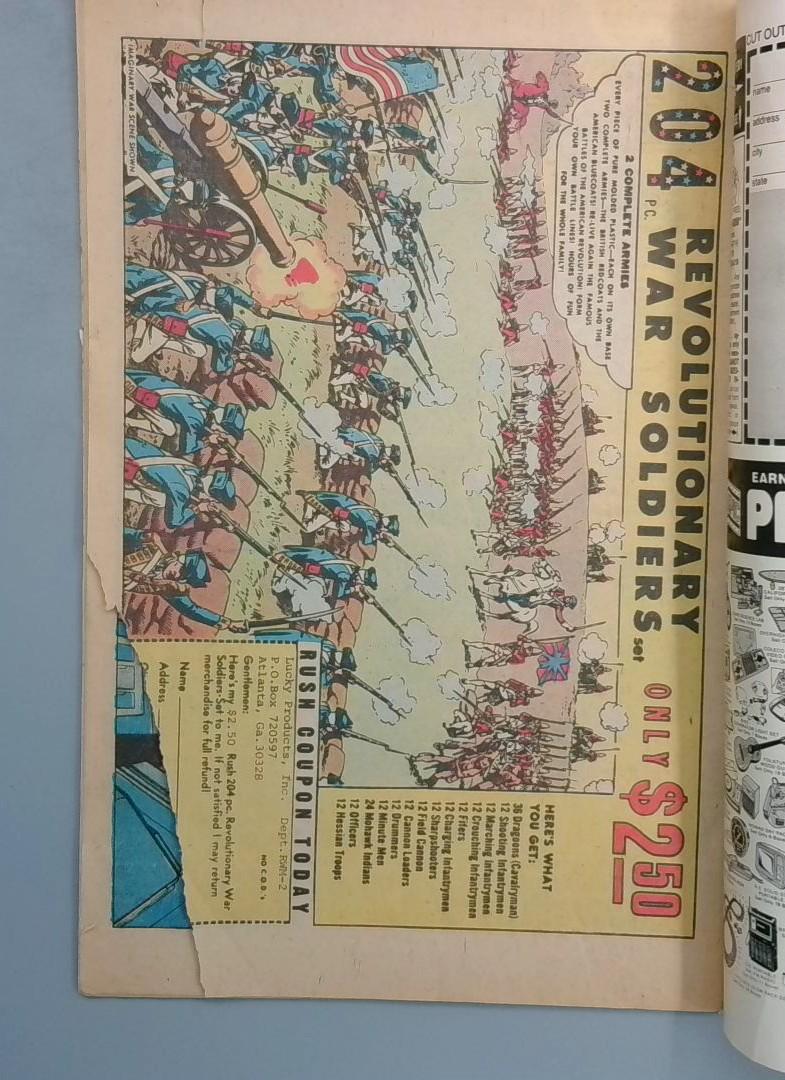 204 REVOLUTIONARY
PC. WAR SOLDIERS set
ONLY $2.50
2 COMPLETE ARMIES
EVERY PIECE OF PURE MOLDED PLASTIC—EACH ON ITS OWN BASE
TWO COMPLETE ARMIES—THE BRITISH REDCOATS AND THE
AMERICAN BLUECOATS! RE-LIVE AGAIN THE FAMOUS
BATTLES OF THE AMERICAN REVOLUTION! FORM
YOUR OWN BATTLE LINES! HOURS OF FUN
FOR THE WHOLE FAMILY!
IMAGINARY WAR SCENE SHOWN
HERE'S WHAT
YOU GET:
36 Dragoons (Cavalryman)
12 Shooting Infantrymen
12 Marching Infantrymen
12 Crouching Infantrymen
12 Fifers
12 Charging Infantrymen
12 Sharpshooters
12 Field Cannon
12 Cannon Loaders
12 Drummers
12 Minute Men
24 Mohawk Indians
12 Officers
12 Hessian Troops
RUSH COUPON TODAY
Lucky Products, Inc. Dept. RWM-2
P.O. Box 720597
Atlanta, Ga. 30328
NO C.O.D.'s
Gentlemen:
Here's my $2.50 Rush 204 pc. Revolutionary War
Soldiers-Set to me. If not satisfied I may return
merchandise for full refund!
Name
Address
CUT OUT
name
address
city
state
EARN